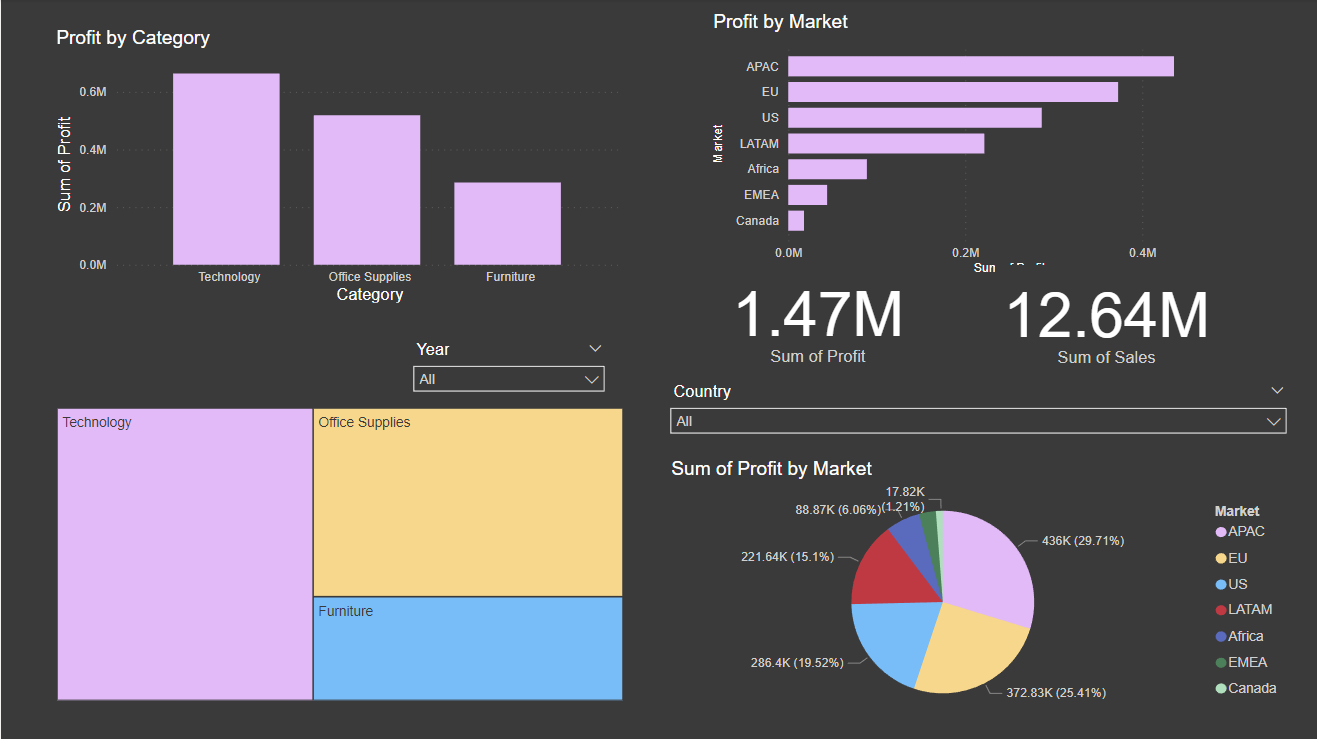 Profit by Category
Sum of Profit
0.6M
0.4M
0.2M
0.0M
Technology
Office Supplies
Furniture
Category
Profit by Market
Market
APAC
EU
US
LATAM
Africa
EMEA
Canada
0.0M
0.2M
0.4M
1.47M
Sum of Profit
12.64M
Sum of Sales
Year
All
Technology
Office Supplies
Furniture
Country
All
Sum of Profit by Market
17.82K
(1.21%)
88.87K (6.06%)
221.64K (15.1%)
286.4K (19.52%)
436K (29.71%)
372.83K (25.41%)
Market
APAC
EU
US
LATAM
Africa
EMEA
Canada